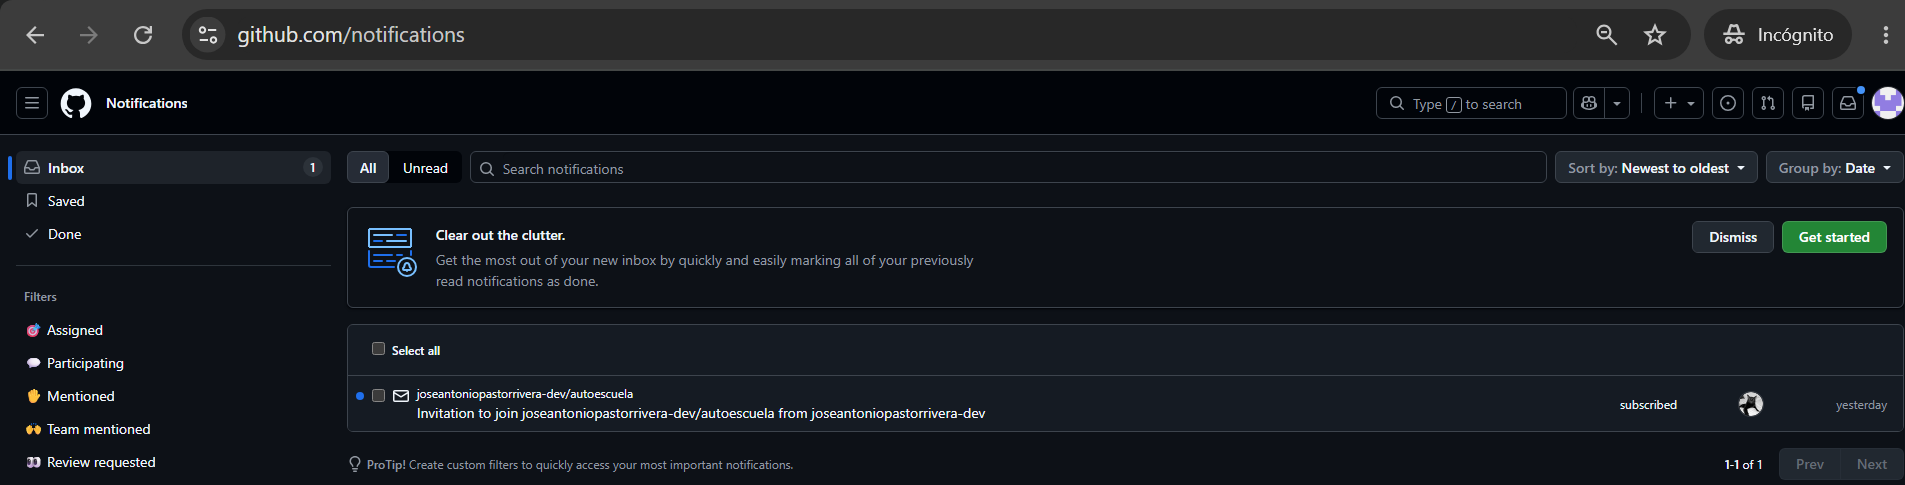 github.com/notifications
Incógnito
Notifications
Type / to search
Inbox 1
Saved
Done
Filters
Assigned
Participating
Mentioned
Team mentioned
Review requested
All Unread Search notifications Sort by: Newest to oldest Group by: Date
Clear out the clutter.
Get the most out of your new inbox by quickly and easily marking all of your previously
read notifications as done.
Dismiss Get started
Select all
joseantoniopastorrivera-dev/autoescuela
Invitation to join joseantoniopastorrivera-dev/autoescuela from joseantoniopastorrivera-dev
subscribed yesterday
ProTip! Create custom filters to quickly access your most important notifications.
1-1 of 1 Prev Next